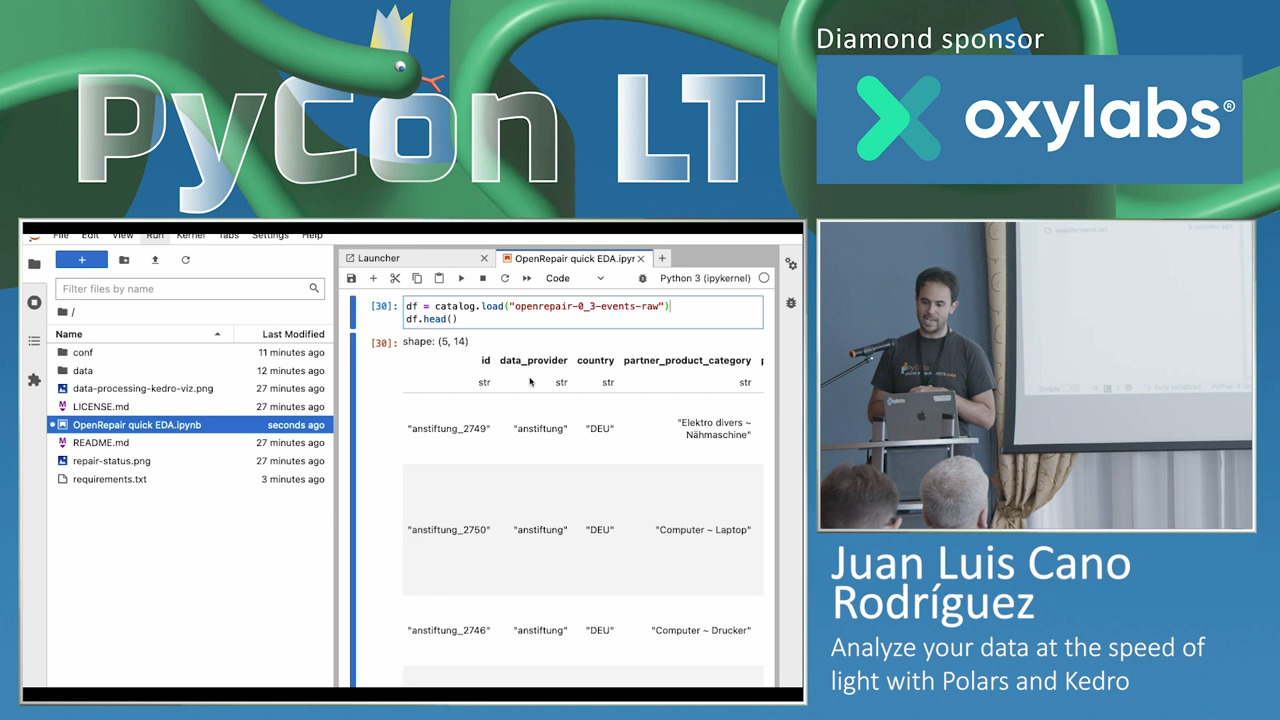 PyCon LT
Diamond sponsor
oxylabs®
File Edit View Run Kernel Tabs Settings Help
Filter files by name
/
Name Last Modified
conf 11 minutes ago
data 12 minutes ago
data-processing-kedro-viz.png 27 minutes ago
LICENSE.md 27 minutes ago
OpenRepair quick EDA.ipynb seconds ago
README.md 27 minutes ago
repair-status.png 27 minutes ago
requirements.txt 3 minutes ago
Launcher
OpenRepair quick EDA.ipyr
Code
Python 3 (ipykernel)
[30]: df = catalog.load("openrepair-0_3-events-raw")
df.head()
[30]: shape: (5, 14)
id data_provider country partner_product_category p
str str str str
"anstiftung_2749" "anstiftung" "DEU" "Elektro divers ~
Nähmaschine"
"anstiftung_2750" "anstiftung" "DEU" "Computer ~ Laptop"
"anstiftung_2746" "anstiftung" "DEU" "Computer ~ Drucker"
requirements.txt
Juan Luis Cano
Rodríguez
Analyze your data at the speed of
light with Polars and Kedro